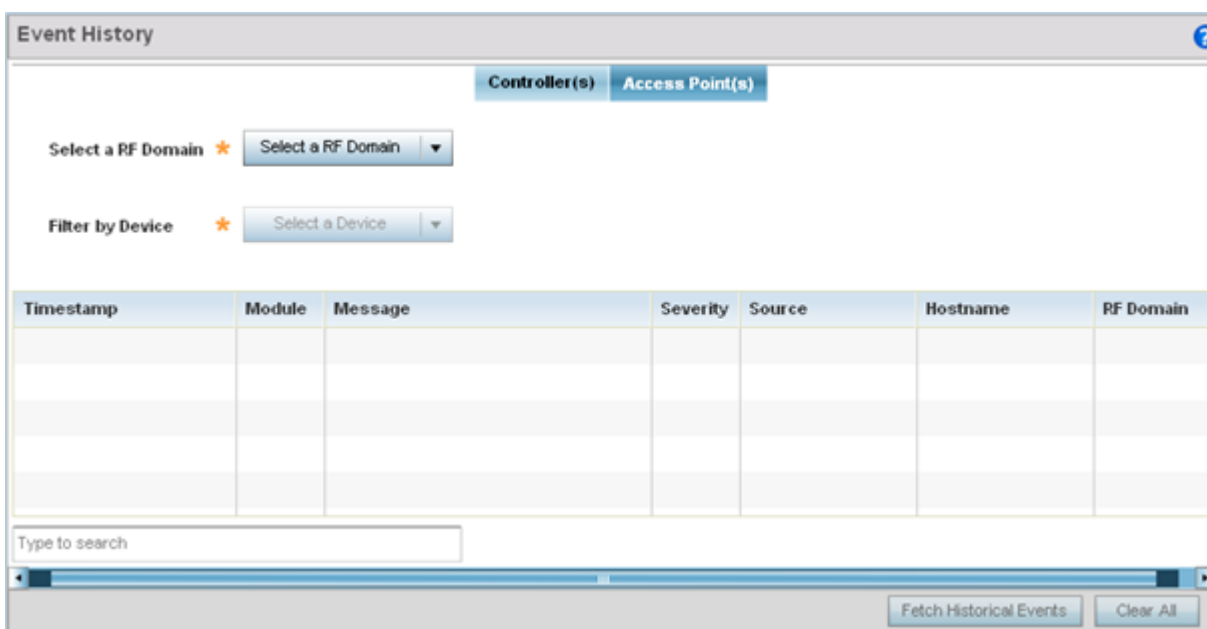 Event History
?
Controller(s) Access Point(s)
Select a RF Domain * Select a RF Domain
Filter by Device * Select a Device
Timestamp Module Message Severity Source Hostname RF Domain
Type to search
Fetch Historical Events Clear All